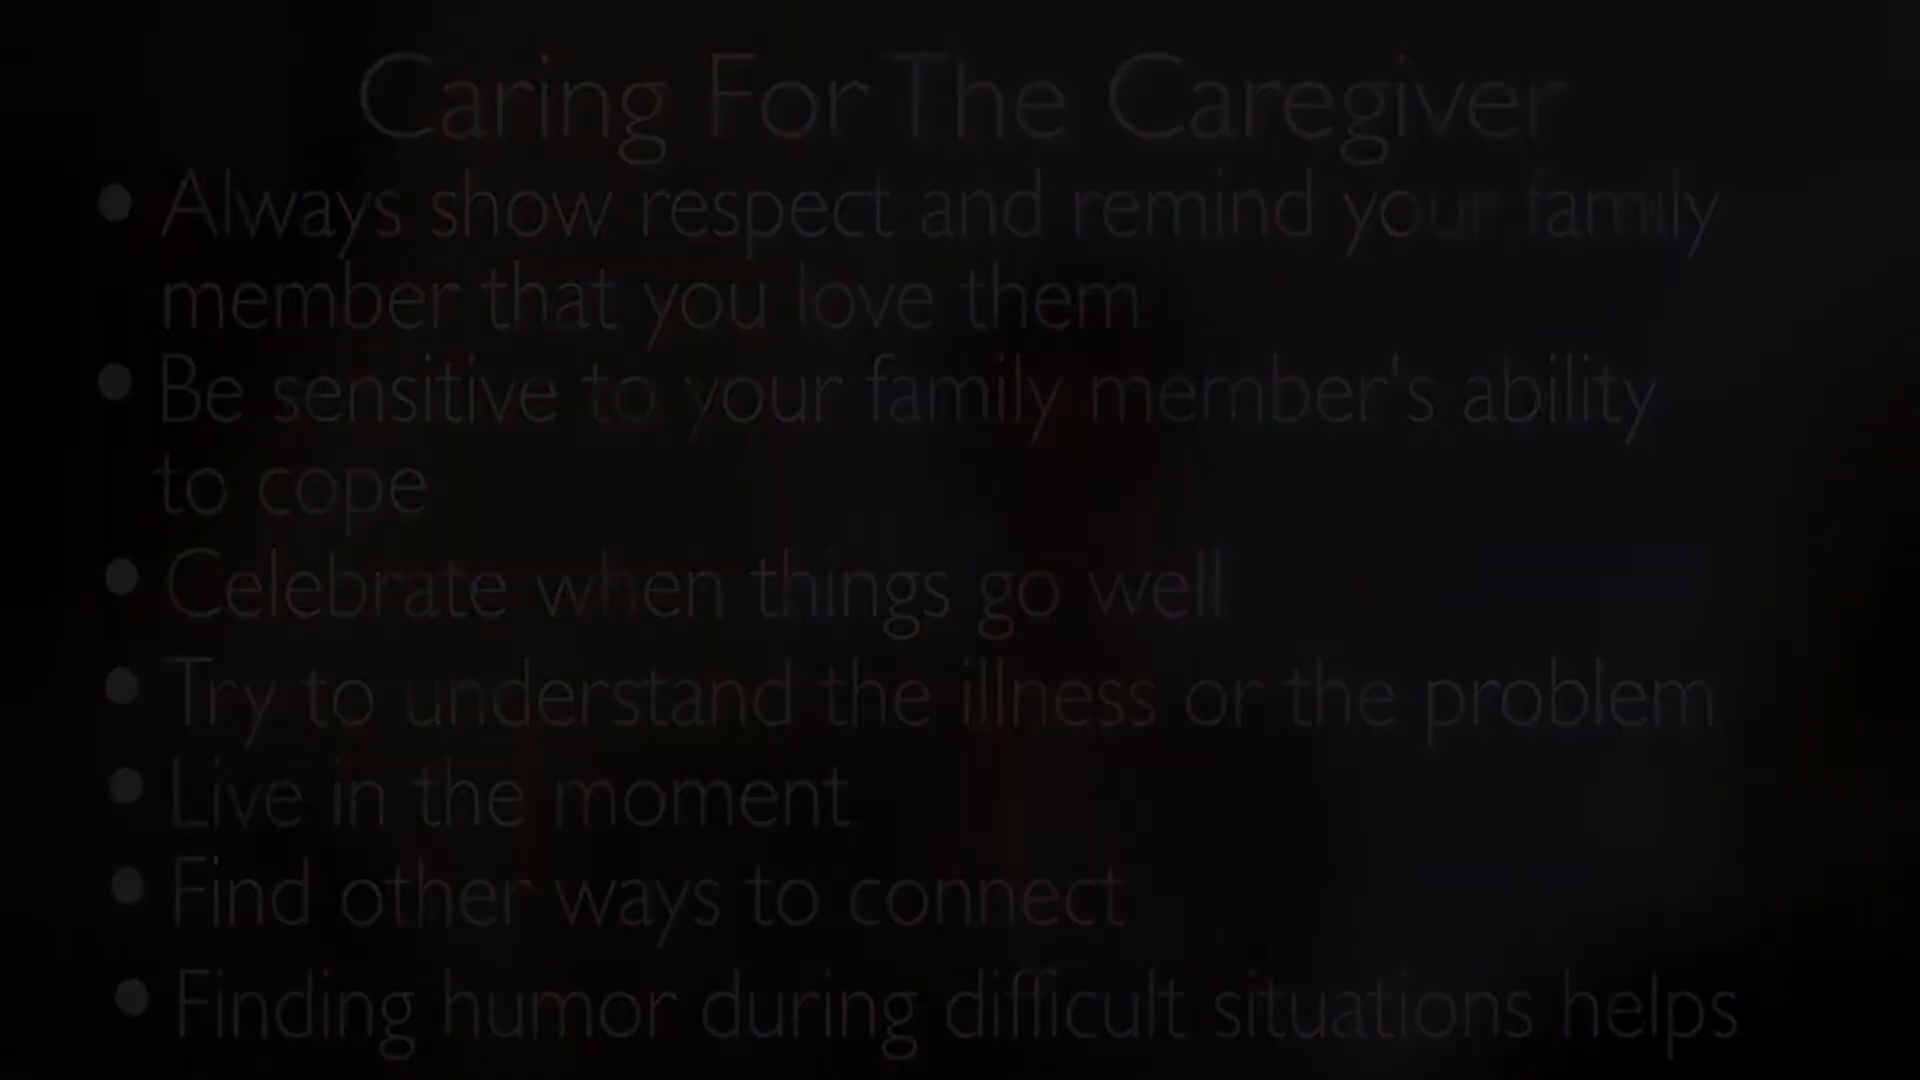 Caring For The Caregiver
• Always show respect and remind your family
member that you love them
• Be sensitive to your family member's ability
to cope
• Celebrate when things go well
• Try to understand the illness or the problem
• Live in the moment
• Find other ways to connect
• Finding humor during difficult situations helps